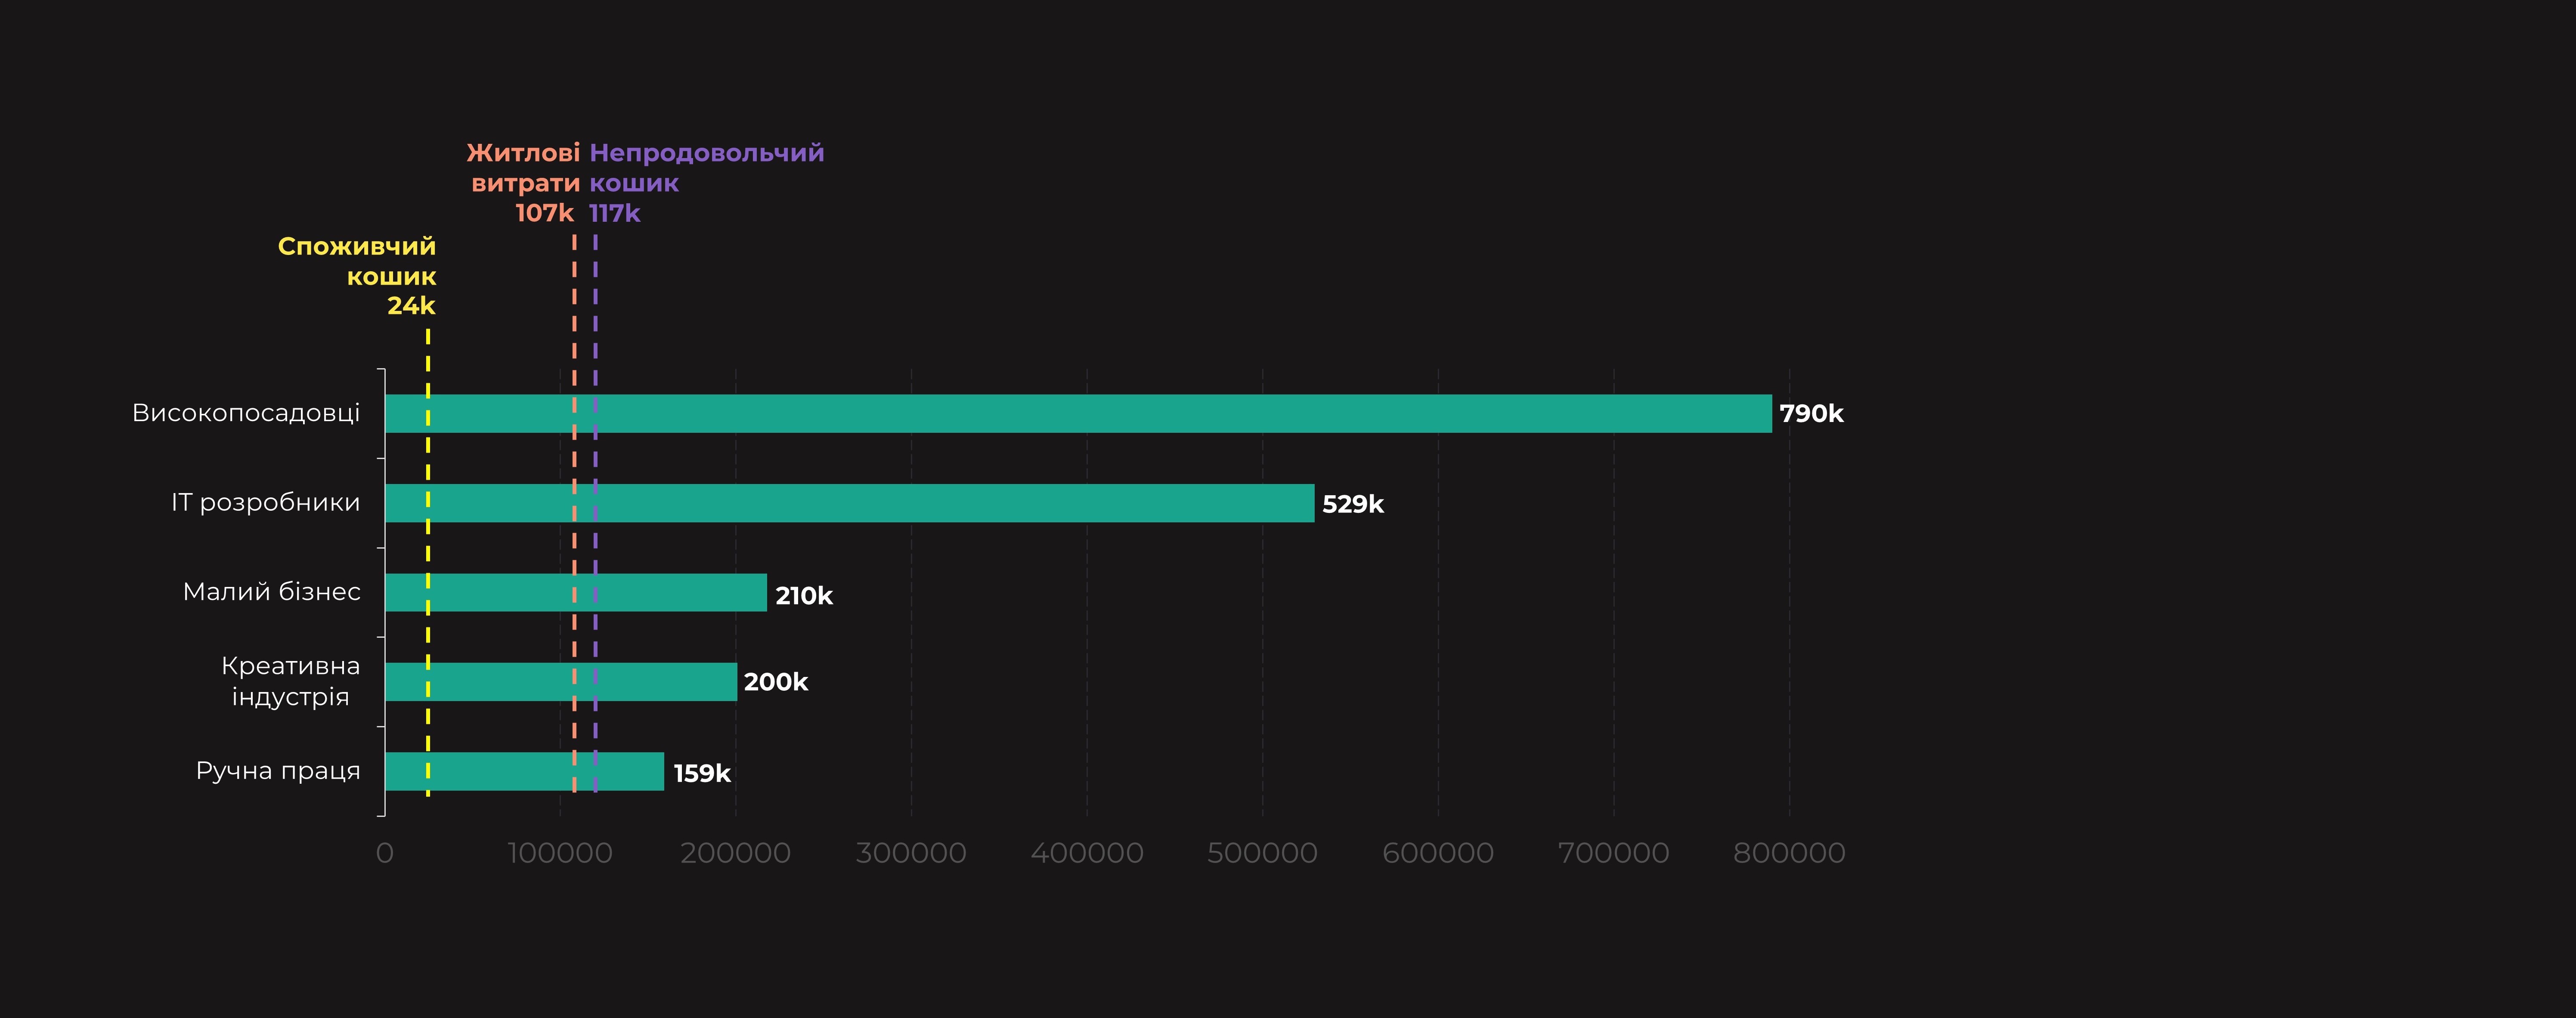 Житлові
витрати
107k
Непродовольчий
кошик
117k
Споживчий
кошик
24k
Високопосадовці
790k
ІТ розробники
529k
Малий бізнес
210k
Креативна
індустрія
200k
Ручна праця
159k
0 100000 200000 300000 400000 500000 600000 700000 800000